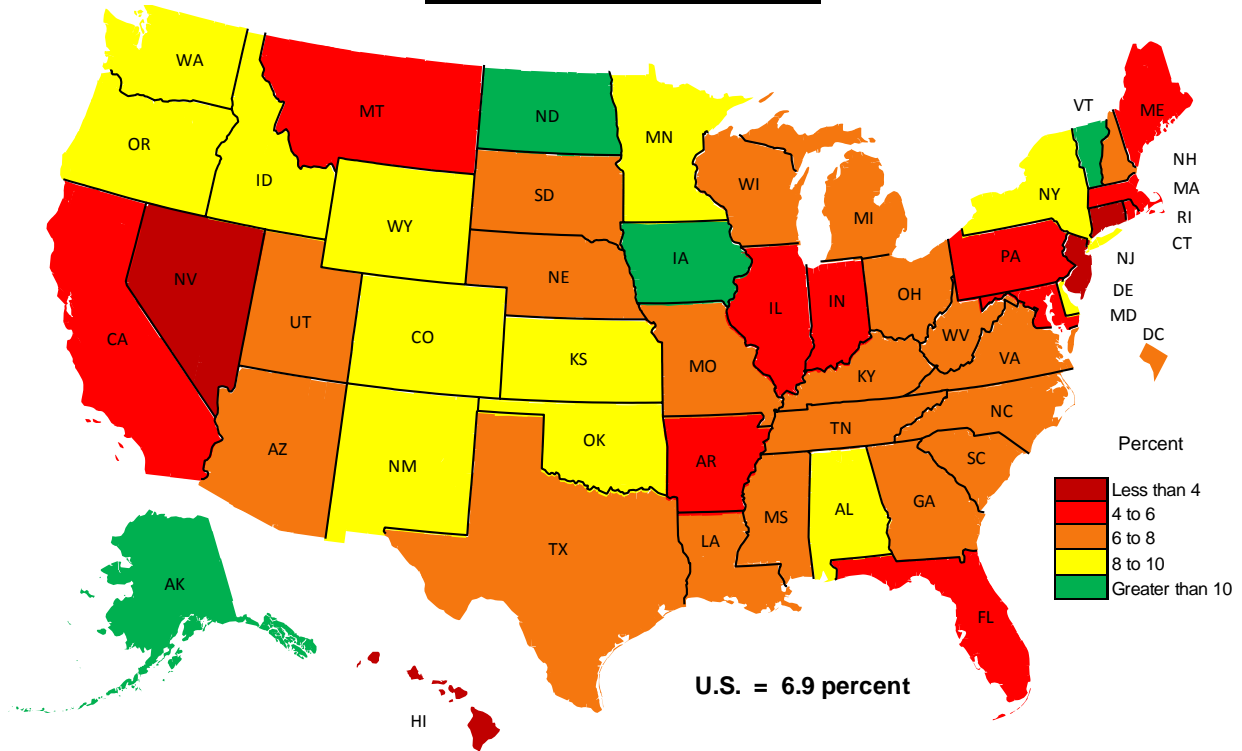 WA
MT
ND
MN
VT
ME
OR
ID
SD
WI
MI
NY
NH
MA
RI
CT
WY
IA
NE
PA
NJ
NV
UT
CO
IL
IN
OH
DE
MD
DC
CA
KS
MO
WV
VA
KY
AZ
NM
OK
AR
TN
NC
SC
MS
AL
GA
TX
LA
FL
AK
HI
Percent
Less than 4
4 to 6
6 to 8
8 to 10
Greater than 10
U.S. = 6.9 percent